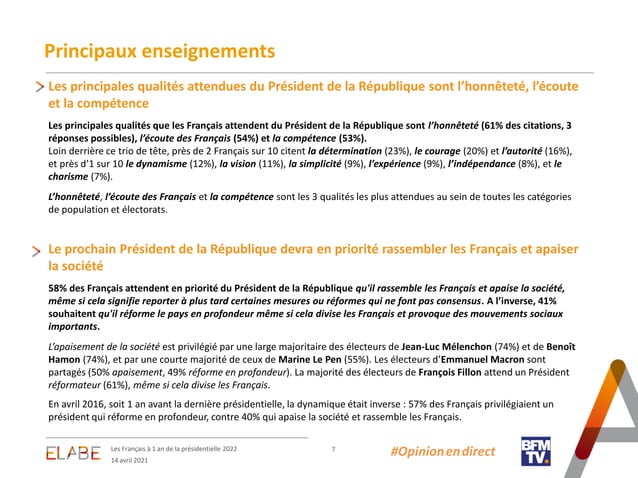 Principaux enseignements
Les principales qualités attendues du Président de la République sont l’honnêteté, l’écoute
et la compétence
Les principales qualités que les Français attendent du Président de la République sont l’honnêteté (61% des citations, 3
réponses possibles), l’écoute des Français (54%) et la compétence (53%).
Loin derrière ce trio de tête, près de 2 Français sur 10 citent la détermination (23%), le courage (20%) et l’autorité (16%),
et près d’1 sur 10 le dynamisme (12%), la vision (11%), la simplicité (9%), l’expérience (9%), l’indépendance (8%), et le
charisme (7%).
L’honnêteté, l’écoute des Français et la compétence sont les 3 qualités les plus attendues au sein de toutes les catégories
de population et électorats.
Le prochain Président de la République devra en priorité rassembler les Français et apaiser
la société
58% des Français attendent en priorité du Président de la République qu’il rassemble les Français et apaise la société,
même si cela signifie reporter à plus tard certaines mesures ou réformes qui ne font pas consensus. A l’inverse, 41%
souhaitent qu’il réforme le pays en profondeur même si cela divise les Français et provoque des mouvements sociaux
importants.
L’apaisement de la société est privilégié par une large majoritaire des électeurs de Jean-Luc Mélenchon (74%) et de Benoît
Hamon (74%), et par une courte majorité de ceux de Marine Le Pen (55%). Les électeurs d’Emmanuel Macron sont
partagés (50% apaisement, 49% réforme en profondeur). La majorité des électeurs de François Fillon attend un Président
réformateur (61%), même si cela divise les Français.
En avril 2016, soit 1 an avant la dernière présidentielle, la dynamique était inverse : 57% des Français privilégiaient un
président qui réforme en profondeur, contre 40% qui apaise la société et rassemble les Français.
ELABE
Les Français à 1 an de la présidentielle 2022
14 avril 2021
7
#Opinionendirect
BFM
TV.